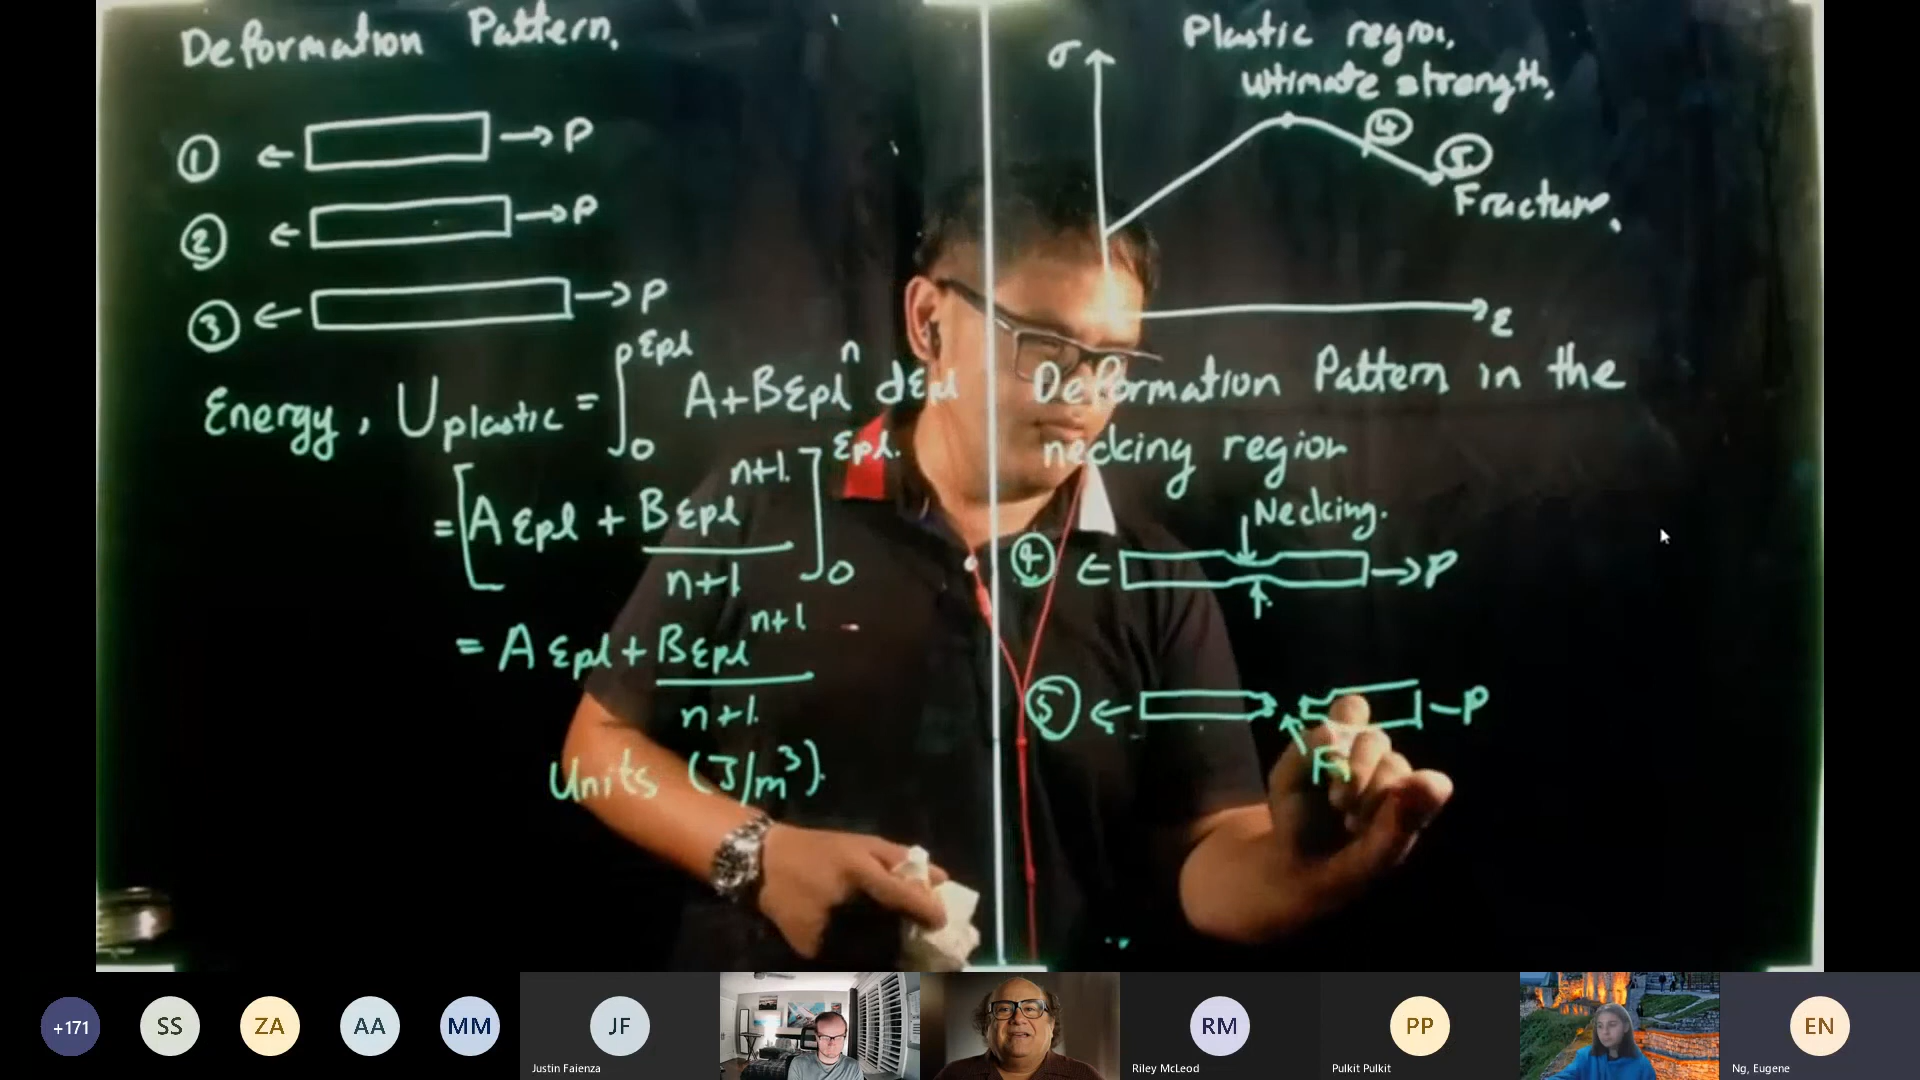 Deformation Pattern.
① ← → P
② ← → P
③ ← → P
Energy, Uplastic = ∫₀^εpl A+Bεpl^n dεpl
= [Aεpl + Bεpl^n+1 / n+1]₀^εpl.
= Aεpl + Bεpl^n+1 / n+1.
Units (J/m³).
Plastic region,
ultimate strength.
σ
④
⑤
Fracture.
ε
Deformation Pattern in the
necking region
Necking.
④ ← → P
⑤ ← – P
Fr
+171
SS
ZA
AA
MM
JF
Justin Faienza
RM
Riley McLeod
PP
Pulkit Pulkit
EN
Ng, Eugene